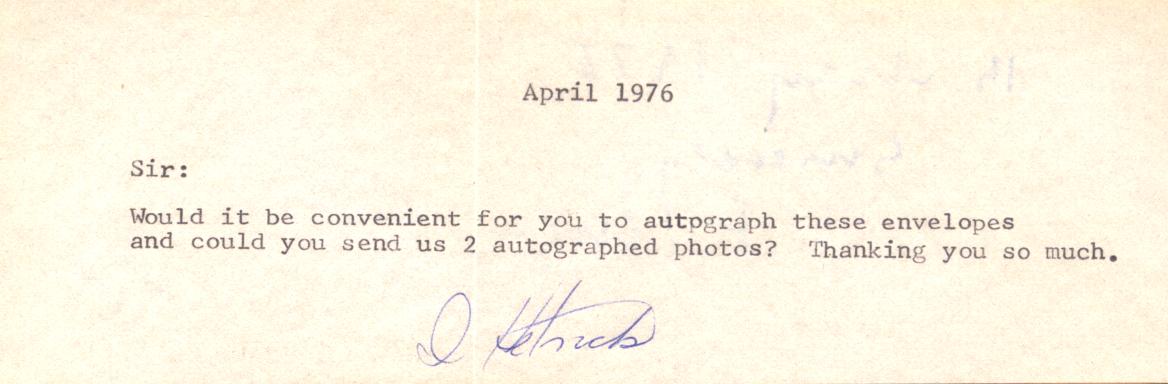 April 1976
Sir:
Would it be convenient for you to autpgraph these envelopes
and could you send us 2 autographed photos?  Thanking you so much.
D Hetrick